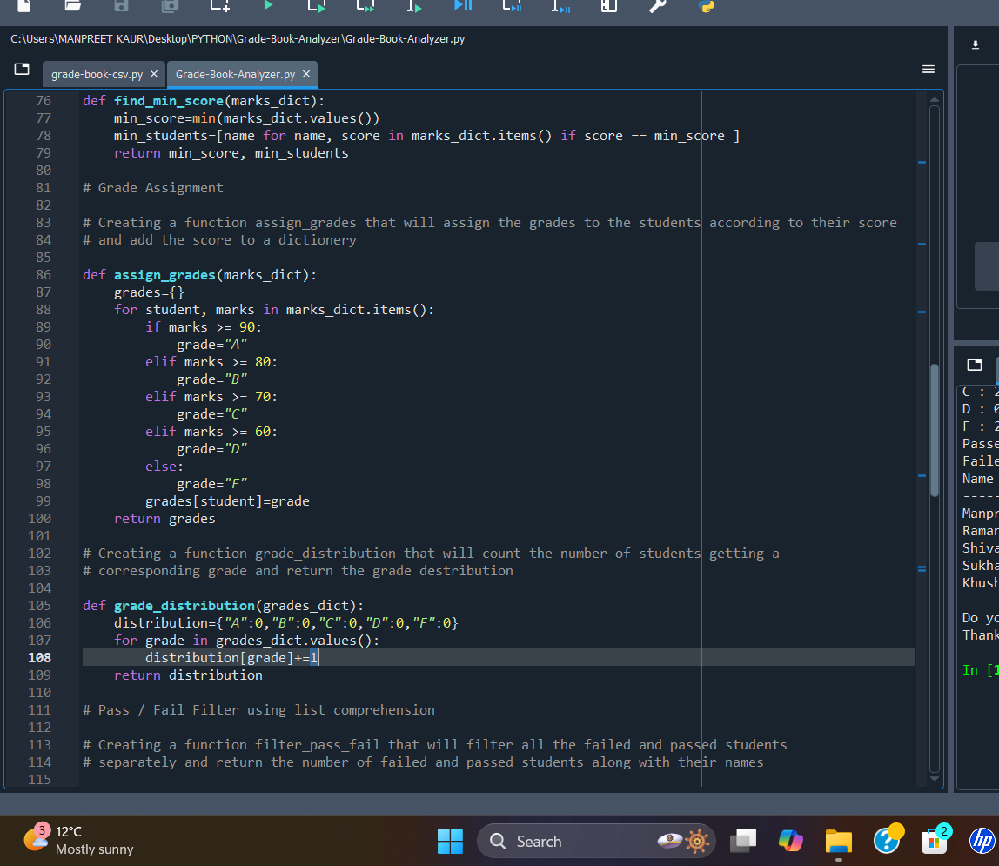 C:\Users\MANPREET KAUR\Desktop\PYTHON\Grade-Book-Analyzer\Grade-Book-Analyzer.py
grade-book-csv.py
Grade-Book-Analyzer.py
76 def find_min_score(marks_dict):
77 min_score=min(marks_dict.values())
78 min_students=[name for name, score in marks_dict.items() if score == min_score ]
79 return min_score, min_students
80
81 # Grade Assignment
82
83 # Creating a function assign_grades that will assign the grades to the students according to their score
84 # and add the score to a dictionery
85
86 def assign_grades(marks_dict):
87 grades={}
88 for student, marks in marks_dict.items():
89 if marks >= 90:
90 grade="A"
91 elif marks >= 80:
92 grade="B"
93 elif marks >= 70:
94 grade="C"
95 elif marks >= 60:
96 grade="D"
97 else:
98 grade="F"
99 grades[student]=grade
100 return grades
101
102 # Creating a function grade_distribution that will count the number of students getting a
103 # corresponding grade and return the grade destribution
104
105 def grade_distribution(grades_dict):
106 distribution={"A":0,"B":0,"C":0,"D":0,"F":0}
107 for grade in grades_dict.values():
108 distribution[grade]+=1
109 return distribution
110
111 # Pass / Fail Filter using list comprehension
112
113 # Creating a function filter_pass_fail that will filter all the failed and passed students
114 # separately and return the number of failed and passed students along with their names
115
C : 2
D : 0
F : 2
Passe
Faile
Name
-----
Manpr
Raman
Shiva
Sukha
Khush
-----
Do yo
Thank
In [1
3
12°C
Mostly sunny
Search
2
hp